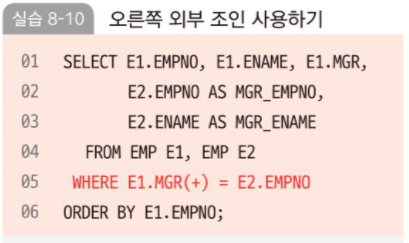 실습 8-10 오른쪽 외부 조인 사용하기
01 SELECT E1.EMPNO, E1.ENAME, E1.MGR,
02 E2.EMPNO AS MGR_EMPNO,
03 E2.ENAME AS MGR_ENAME
04 FROM EMP E1, EMP E2
05 WHERE E1.MGR(+) = E2.EMPNO
06 ORDER BY E1.EMPNO;